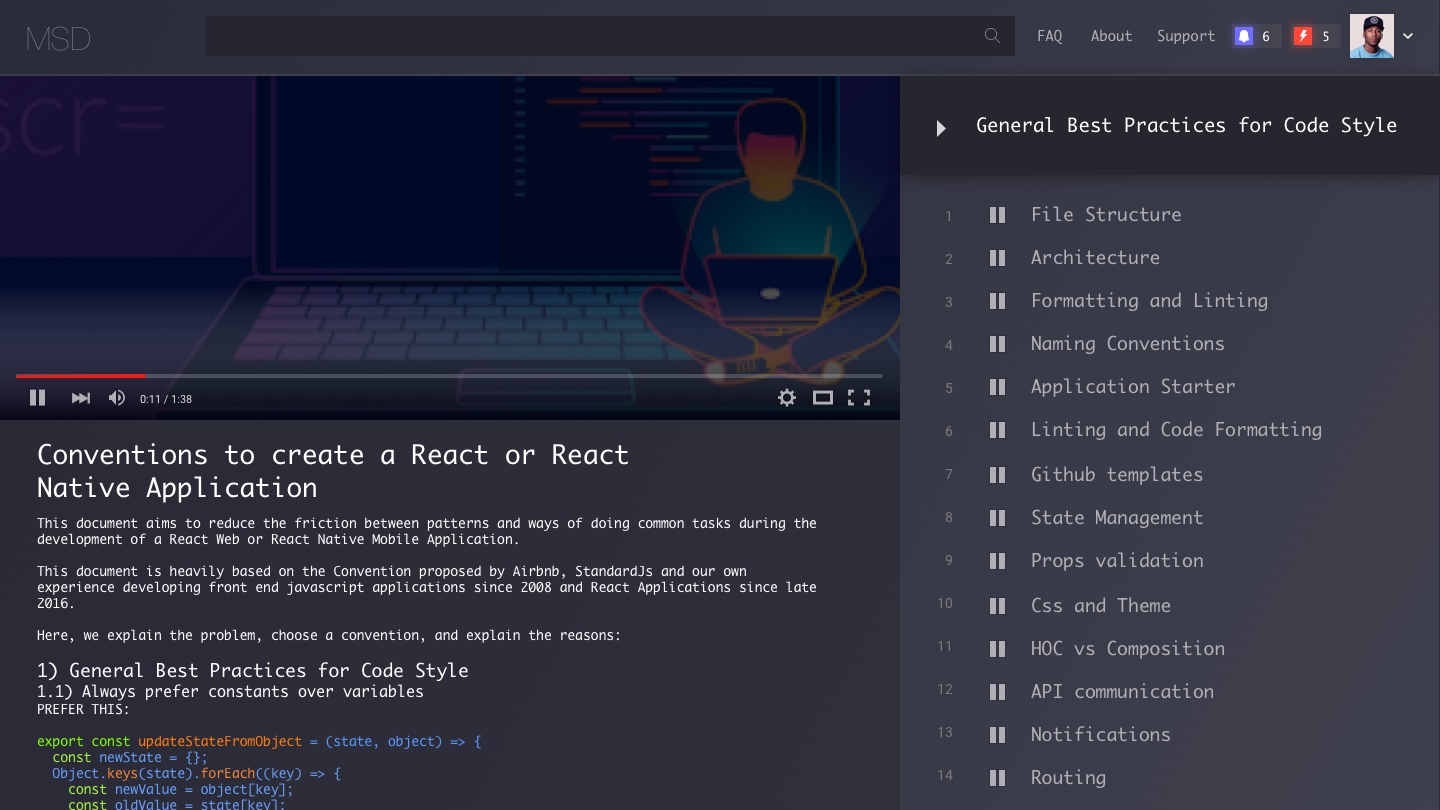 MSD
FAQ
About
Support
6
5
scr=
0:11 / 1:38
Conventions to create a React or React
Native Application
This document aims to reduce the friction between patterns and ways of doing common tasks during the
development of a React Web or React Native Mobile Application.
This document is heavily based on the Convention proposed by Airbnb, StandardJs and our own
experience developing front end javascript applications since 2008 and React Applications since late
2016.
Here, we explain the problem, choose a convention, and explain the reasons:
1) General Best Practices for Code Style
1.1) Always prefer constants over variables
PREFER THIS:
export const updateStateFromObject = (state, object) => {
const newState = {};
Object.keys(state).forEach((key) => {
const newValue = object[key];
const oldValue = state[key];
General Best Practices for Code Style
1 File Structure
2 Architecture
3 Formatting and Linting
4 Naming Conventions
5 Application Starter
6 Linting and Code Formatting
7 Github templates
8 State Management
9 Props validation
10 Css and Theme
11 HOC vs Composition
12 API communication
13 Notifications
14 Routing